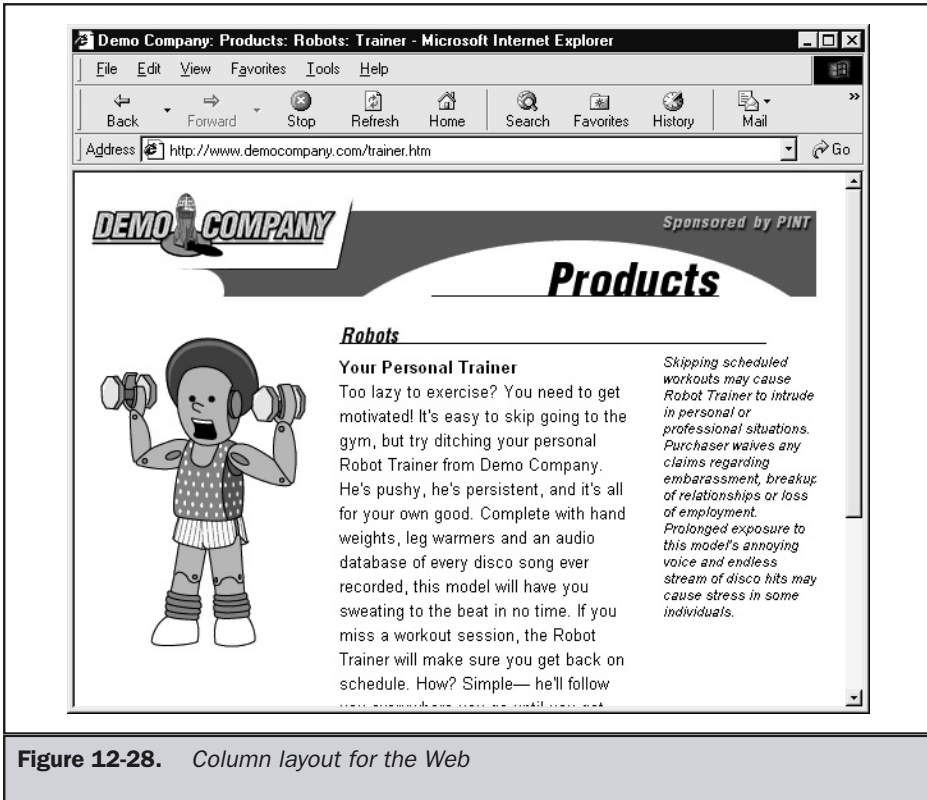 Demo Company: Products: Robots: Trainer - Microsoft Internet Explorer
File Edit View Favorites Tools Help
Back Forward Stop Refresh Home Search Favorites History Mail »
Address http://www.democompany.com/trainer.htm Go
DEMO COMPANY
Sponsored by PINT
Products
Robots
Your Personal Trainer
Too lazy to exercise? You need to get
motivated! It's easy to skip going to the
gym, but try ditching your personal
Robot Trainer from Demo Company.
He's pushy, he's persistent, and it's all
for your own good. Complete with hand
weights, leg warmers and an audio
database of every disco song ever
recorded, this model will have you
sweating to the beat in no time. If you
miss a workout session, the Robot
Trainer will make sure you get back on
schedule. How? Simple— he'll follow
Skipping scheduled
workouts may cause
Robot Trainer to intrude
in personal or
professional situations.
Purchaser waives any
claims regarding
embarassment, breakup
of relationships or loss
of employment.
Prolonged exposure to
this model's annoying
voice and endless
stream of disco hits may
cause stress in some
individuals.
Figure 12-28. Column layout for the Web